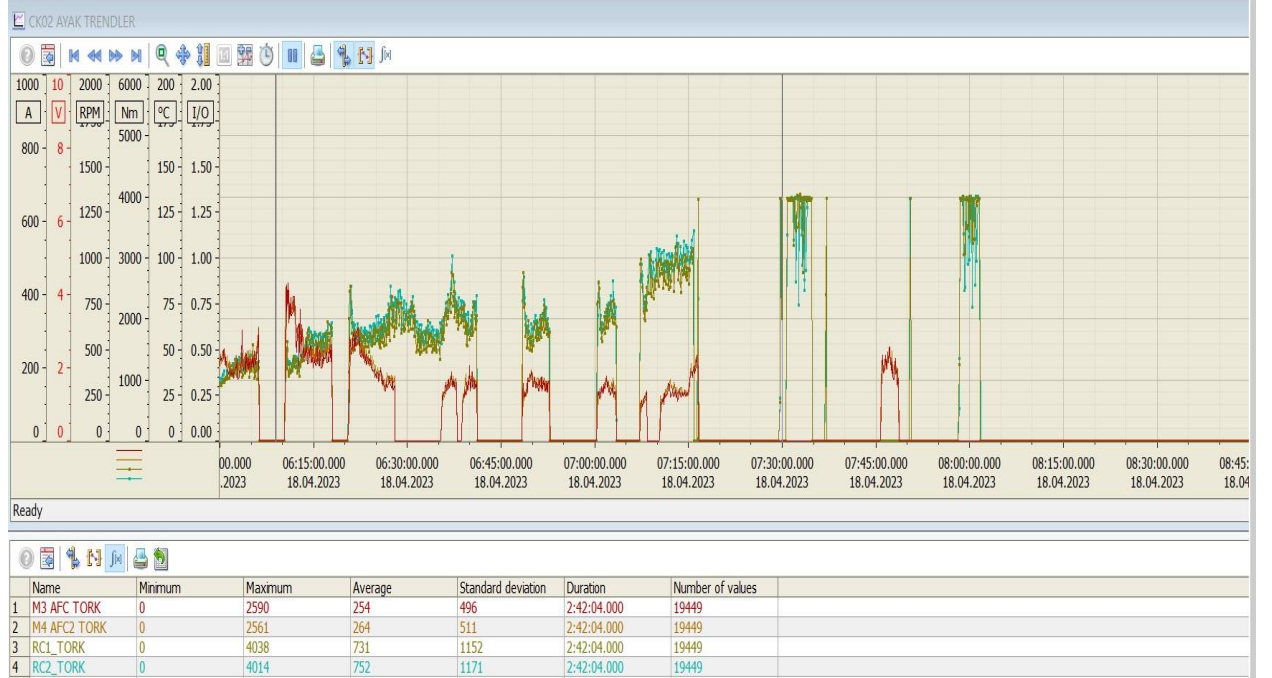 CK02 AYAK TRENDLER
1000 10 2000 6000 200 2.00
A V RPM Nm °C I/O
1750 175 1.75
5000
800 8
1500 150 1.50
4000
600 6 1250 125 1.25
1000 3000 100 1.00
400 4
750 75 0.75
2000
500 50 0.50
200 2
250 1000 25 0.25
0 0 0 0 0 0.00
00.000 06:15:00.000 06:30:00.000 06:45:00.000 07:00:00.000 07:15:00.000 07:30:00.000 07:45:00.000 08:00:00.000 08:15:00.000 08:30:00.000 08:45:
.2023 18.04.2023 18.04.2023 18.04.2023 18.04.2023 18.04.2023 18.04.2023 18.04.2023 18.04.2023 18.04.2023 18.04.2023 18.04
Ready
Name Minimum Maximum Average Standard deviation Duration Number of values
1 M3 AFC TORK 0 2590 254 496 2:42:04.000 19449
2 M4 AFC2 TORK 0 2561 264 511 2:42:04.000 19449
3 RC1_TORK 0 4038 731 1152 2:42:04.000 19449
4 RC2_TORK 0 4014 752 1171 2:42:04.000 19449